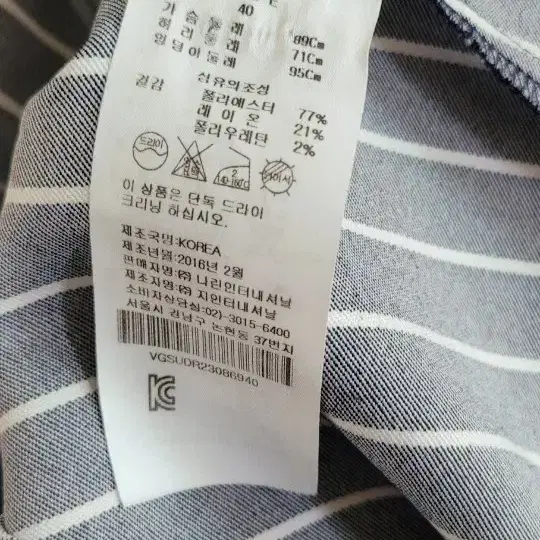 40
가슴둘레 89Cm
허리둘레 71Cm
엉덩이둘레 95Cm
겉감 섬유의조성
폴리에스터 77%
레이온 21%
폴리우레탄 2%
드라이
2
140-160℃
이 상품은 단독 드라이
크리닝 하십시오.
제조국명:KOREA
제조년월:2016년 2월
판매자명:(주) 나린인터내셔날
제조자명:(주) 지인터내셔날
소비자상담실:02)-3015-6400
서울시 강남구 논현동 37번지
VGSUDR23086940
KC